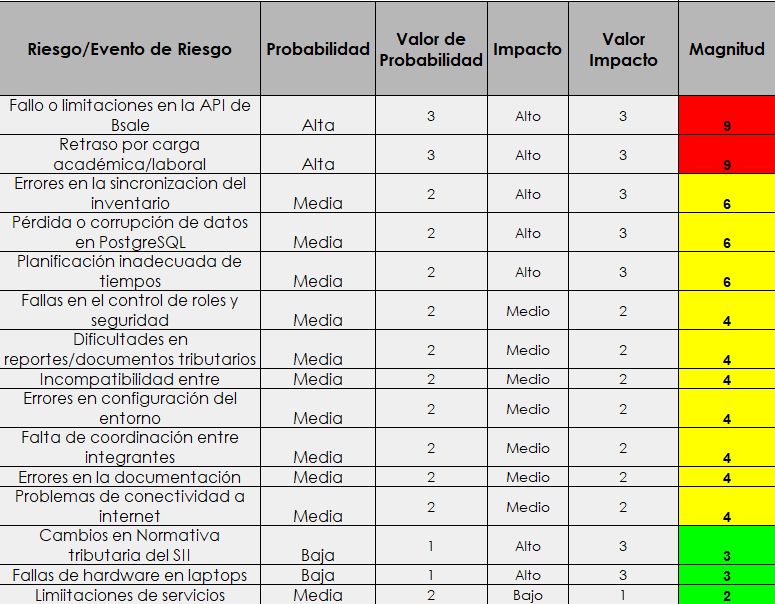 Riesgo/Evento de Riesgo Probabilidad Valor de Probabilidad Impacto Valor Impacto Magnitud
Fallo o limitaciones en la API de Bsale Alta 3 Alto 3 9
Retraso por carga académica/laboral Alta 3 Alto 3 9
Errores en la sincronizacion del inventario Media 2 Alto 3 6
Pérdida o corrupción de datos en PostgreSQL Media 2 Alto 3 6
Planificación inadecuada de tiempos Media 2 Alto 3 6
Fallas en el control de roles y seguridad Media 2 Medio 2 4
Dificultades en reportes/documentos tributarios Media 2 Medio 2 4
Incompatibilidad entre Media 2 Medio 2 4
Errores en configuración del entorno Media 2 Medio 2 4
Falta de coordinación entre integrantes Media 2 Medio 2 4
Errores en la documentación Media 2 Medio 2 4
Problemas de conectividad a internet Media 2 Medio 2 4
Cambios en Normativa tributaria del SII Baja 1 Alto 3 3
Fallas de hardware en laptops Baja 1 Alto 3 3
Limiitaciones de servicios Media 2 Bajo 1 2